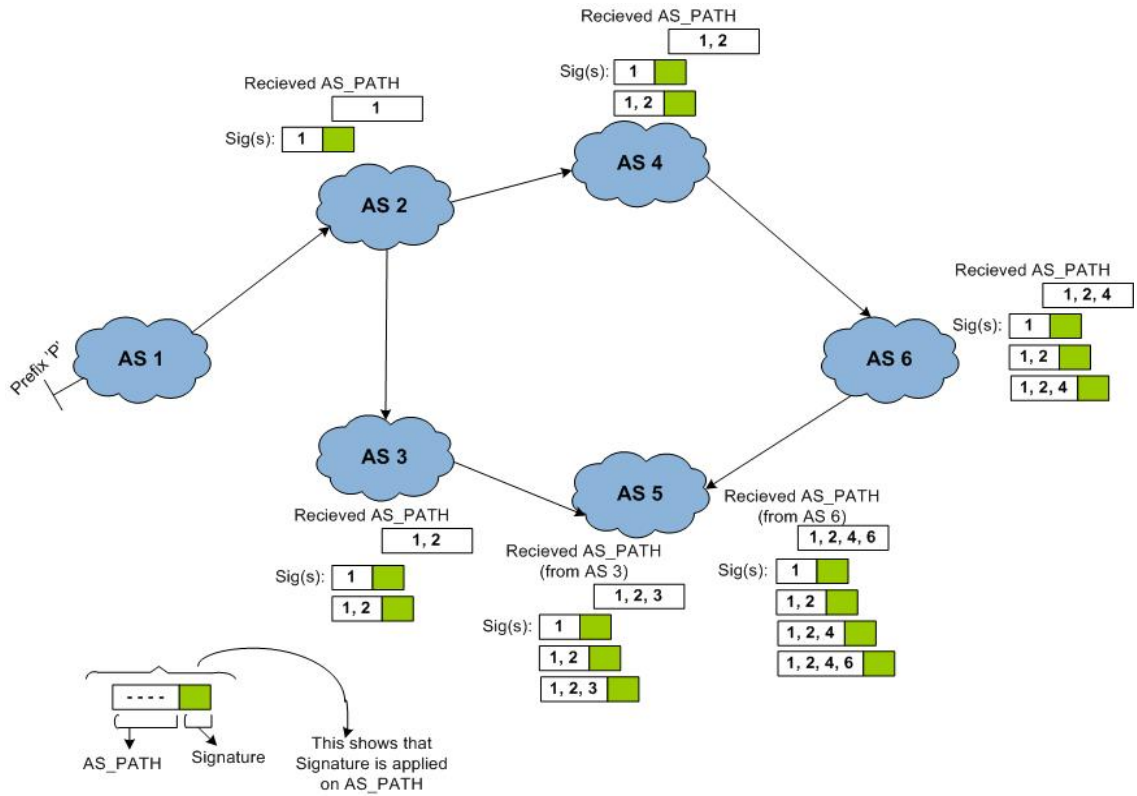 Recieved AS_PATH
1, 2
Sig(s):
1
1, 2
AS 4
Recieved AS_PATH
1
Sig(s):
1
AS 2
Recieved AS_PATH
1, 2, 4
Sig(s):
1
1, 2
1, 2, 4
AS 6
AS 1
Prefix 'P'
AS 3
Recieved AS_PATH
1, 2
Sig(s):
1
1, 2
AS 5
Recieved AS_PATH
(from AS 3)
1, 2, 3
Sig(s):
1
1, 2
1, 2, 3
Recieved AS_PATH
(from AS 6)
1, 2, 4, 6
Sig(s):
1
1, 2
1, 2, 4
1, 2, 4, 6
- - - -
AS_PATH
Signature
This shows that
Signature is applied
on AS_PATH